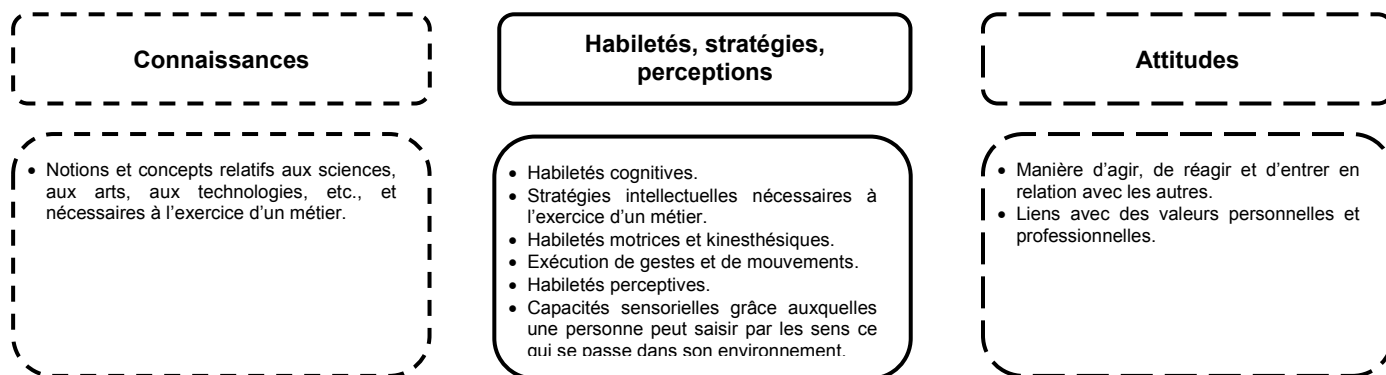 Connaissances
Habiletés, stratégies,
perceptions
Attitudes
• Notions et concepts relatifs aux sciences,
aux arts, aux technologies, etc., et
nécessaires à l’exercice d’un métier.
• Habiletés cognitives.
• Stratégies intellectuelles nécessaires à
l’exercice d’un métier.
• Habiletés motrices et kinesthésiques.
• Exécution de gestes et de mouvements.
• Habiletés perceptives.
• Capacités sensorielles grâce auxquelles
une personne peut saisir par les sens ce
qui se passe dans son environnement.
• Manière d’agir, de réagir et d’entrer en
relation avec les autres.
• Liens avec des valeurs personnelles et
professionnelles.